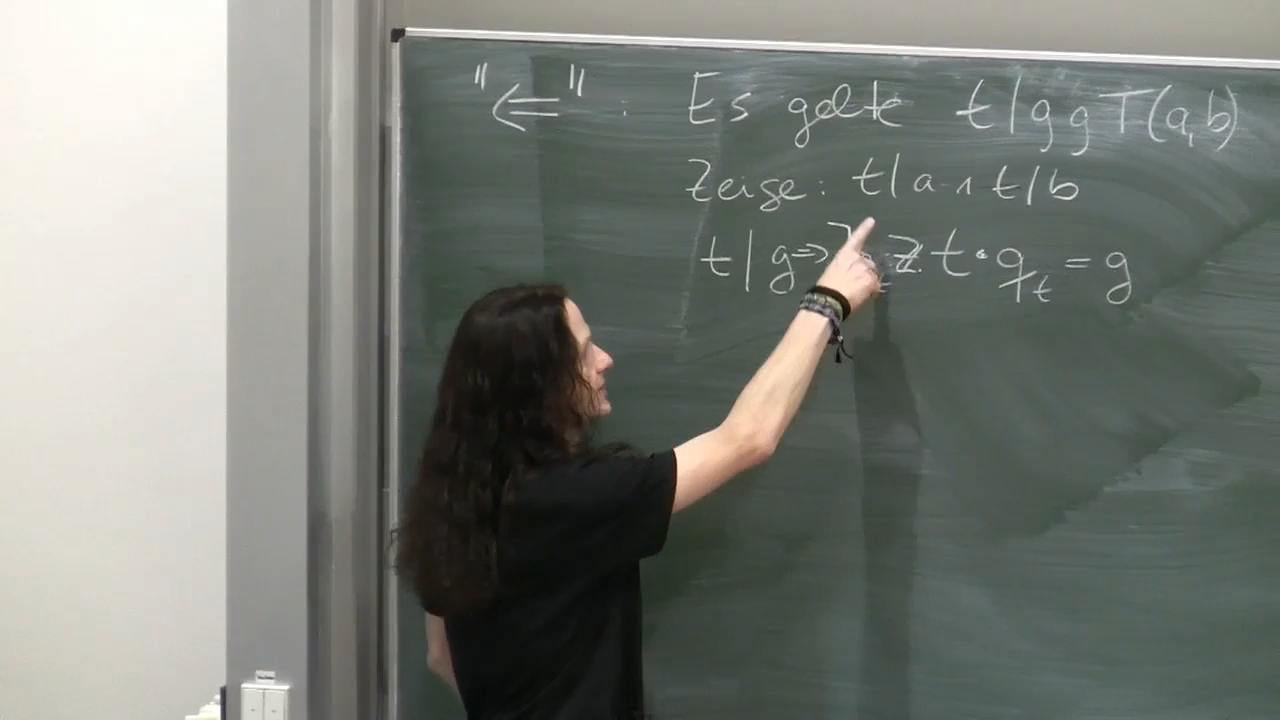 "⇐" : Es gelte t | ggT(a,b)
Zeige: t | a ∧ t | b
t | g ⇒ ∃ ℤ: t · q_t = g